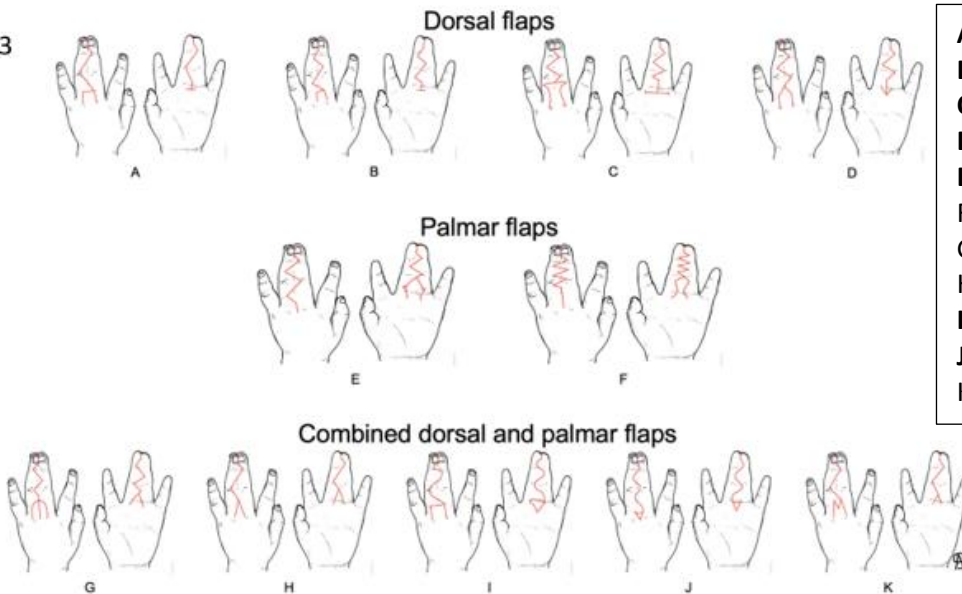 Dorsal flaps
3
A B C D
Palmar flaps
E F
Combined dorsal and palmar flaps
G H I J K
A
J